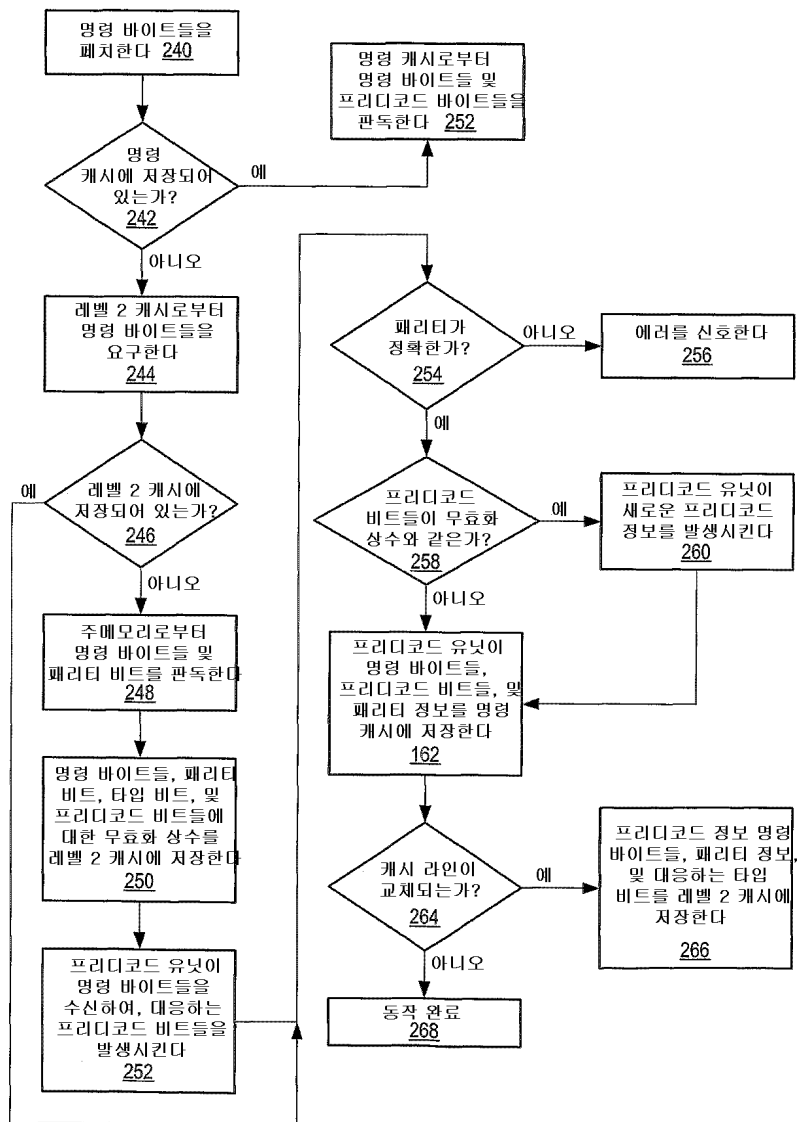 명령 바이트들을
페치한다 240
명령 캐시로부터
명령 바이트들 및
프리디코드 바이트들을
판독한다 252
명령
캐시에 저장되어
있는가?
242
예
아니오
레벨 2 캐시로부터
명령 바이트들을
요구한다
244
예
레벨 2 캐시에
저장되어 있는가?
246
아니오
주메모리로부터
명령 바이트들 및
패리티 비트를 판독한다
248
명령 바이트들, 패리티
비트, 타입 비트, 및
프리디코드 비트들에
대한 무효화 상수를
레벨 2 캐시에 저장한다
250
프리디코드 유닛이
명령 바이트들을
수신하여, 대응하는
프리디코드 비트들을
발생시킨다
252
패리티가
정확한가?
254
아니오
에러를 신호한다
256
예
프리디코드
비트들이 무효화
상수와 같은가?
258
예
프리디코드 유닛이
새로운 프리디코드
정보를 발생시킨다
260
아니오
프리디코드 유닛이
명령 바이트들,
프리디코드 비트들, 및
패리티 정보를 명령
캐시에 저장한다
162
캐시 라인이
교체되는가?
264
예
프리디코드 정보 명령
바이트들, 패리티 정보,
및 대응하는 타입
비트를 레벨 2 캐시에
저장한다
266
아니오
동작 완료
268